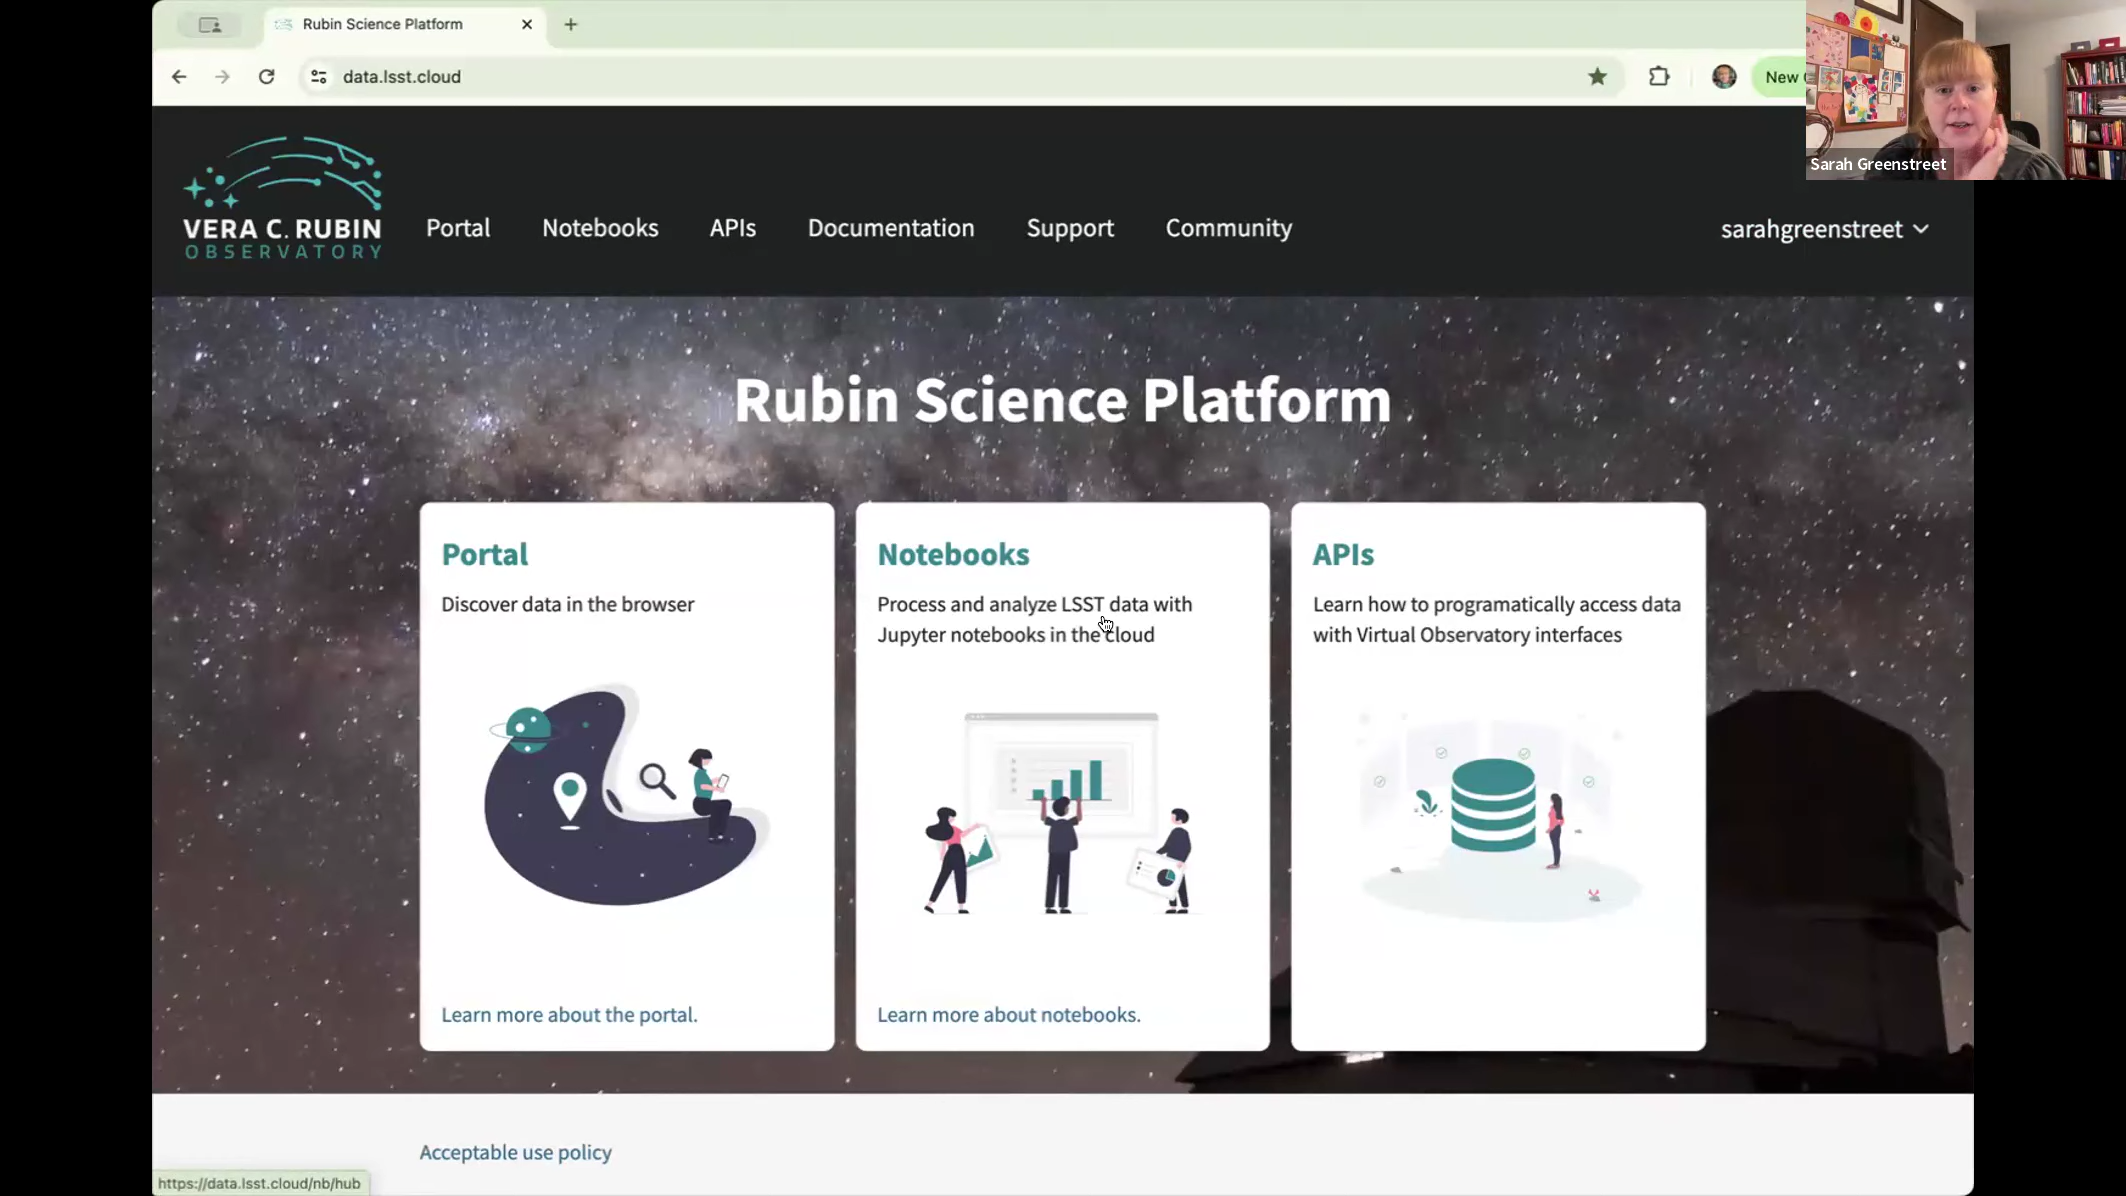 Rubin Science Platform
data.lsst.cloud
New
Sarah Greenstreet
VERA C. RUBIN
OBSERVATORY
Portal
Notebooks
APIs
Documentation
Support
Community
sarahgreenstreet
Rubin Science Platform
Portal
Discover data in the browser
Learn more about the portal.
Notebooks
Process and analyze LSST data with
Jupyter notebooks in the cloud
Learn more about notebooks.
APIs
Learn how to programatically access data
with Virtual Observatory interfaces
Acceptable use policy
https://data.lsst.cloud/nb/hub